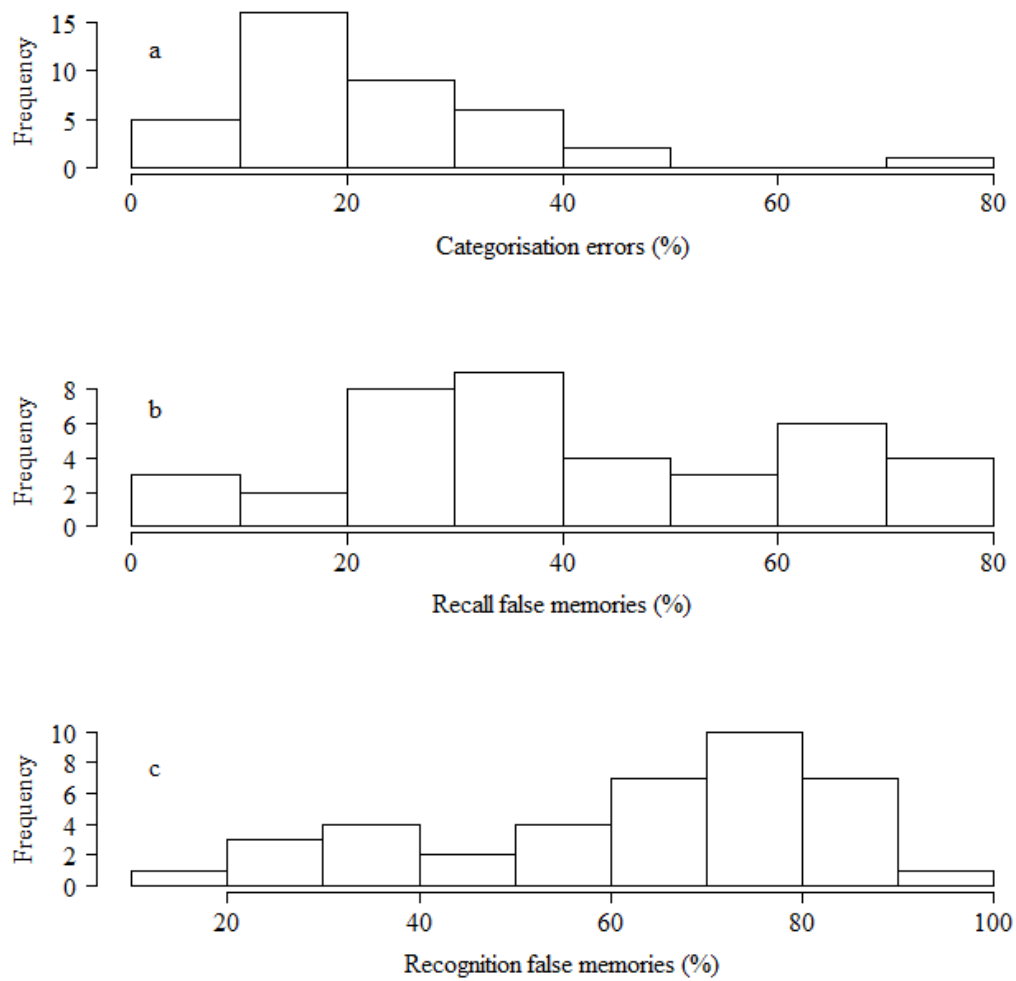 Frequency
15
10
5
0
a
0 20 40 60 80
Categorisation errors (%)
Frequency
8
6
4
2
0
b
0 20 40 60 80
Recall false memories (%)
Frequency
10
8
6
4
2
0
c
20 40 60 80 100
Recognition false memories (%)